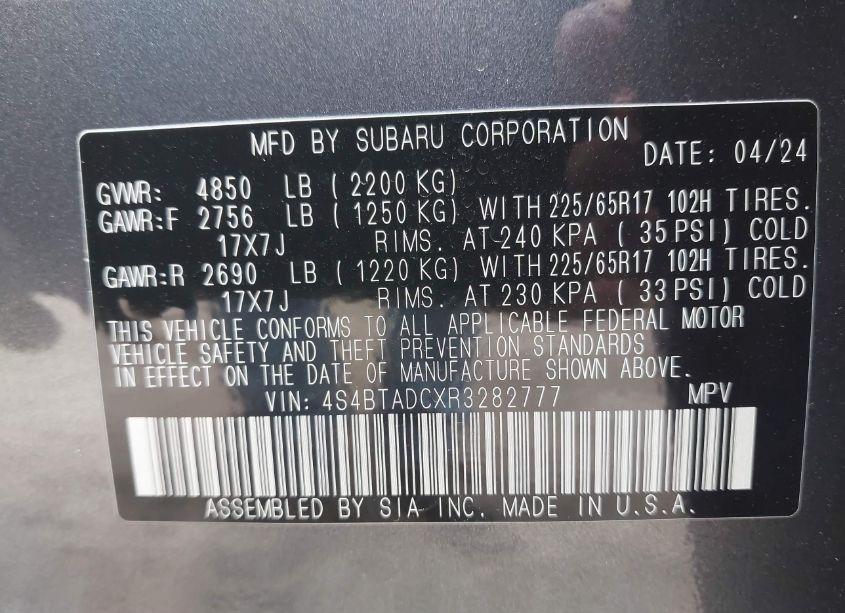 MFD BY SUBARU CORPORATION
DATE: 04/24
GVWR: 4850 LB ( 2200 KG)
GAWR:F 2756 LB ( 1250 KG) WITH 225/65R17 102H TIRES.
17X7J RIMS. AT 240 KPA ( 35 PSI) COLD
GAWR:R 2690 LB ( 1220 KG) WITH 225/65R17 102H TIRES.
17X7J RIMS. AT 230 KPA ( 33 PSI) COLD
THIS VEHICLE CONFORMS TO ALL APPLICABLE FEDERAL MOTOR
VEHICLE SAFETY AND THEFT PREVENTION STANDARDS
IN EFFECT ON THE DATE OF MANUFACTURE SHOWN ABOVE.
VIN: 4S4BTADCXR3282777 MPV
ASSEMBLED BY SIA INC. MADE IN U.S.A.